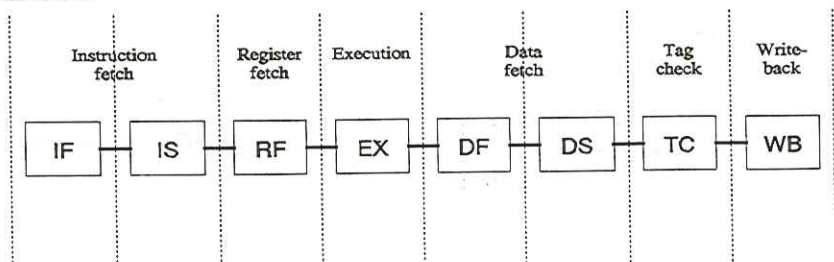 Instruction fetch
Register fetch
Execution
Data fetch
Tag check
Write-back
IF IS RF EX DF DS TC WB